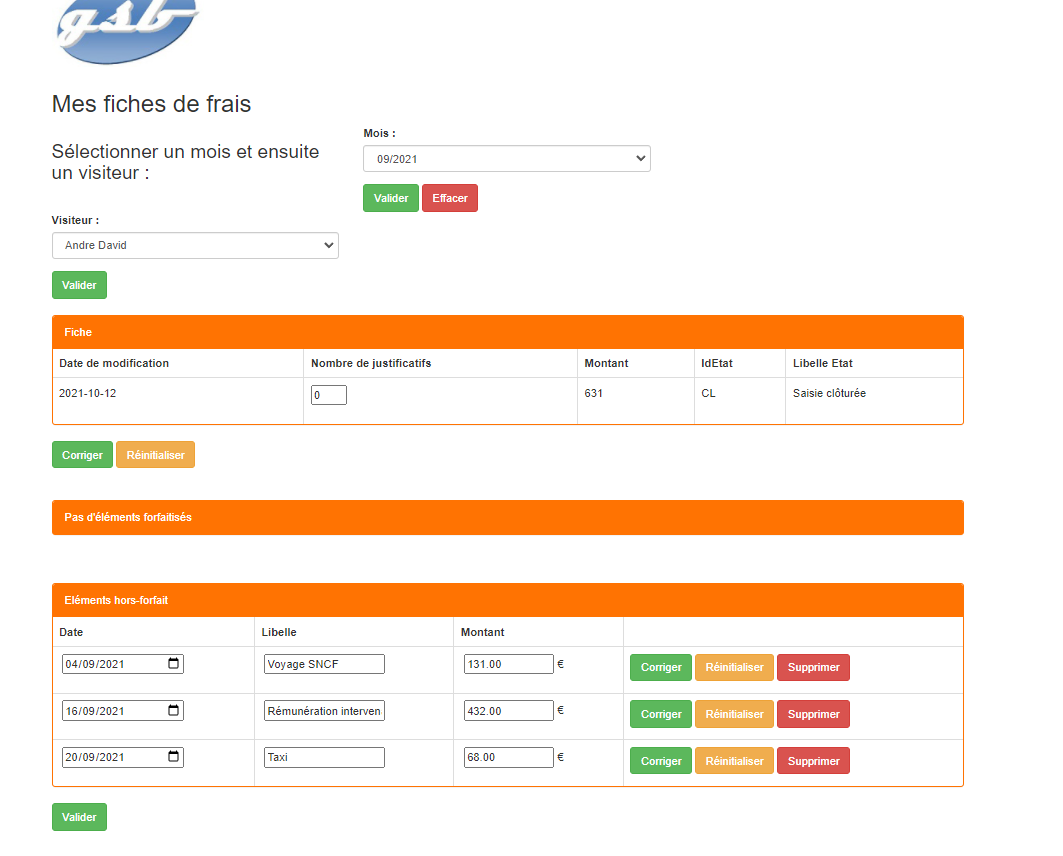 gsb
Mes fiches de frais
Sélectionner un mois et ensuite
un visiteur :
Mois :
09/2021
Valider Effacer
Visiteur :
Andre David
Valider
Fiche
Date de modification Nombre de justificatifs Montant IdEtat Libelle Etat
2021-10-12 0 631 CL Saisie clôturée
Corriger Réinitialiser
Pas d'éléments forfaitisés
Eléments hors-forfait
Date Libelle Montant
04/09/2021 Voyage SNCF 131.00 € Corriger Réinitialiser Supprimer
16/09/2021 Rémunération interven 432.00 € Corriger Réinitialiser Supprimer
20/09/2021 Taxi 68.00 € Corriger Réinitialiser Supprimer
Valider